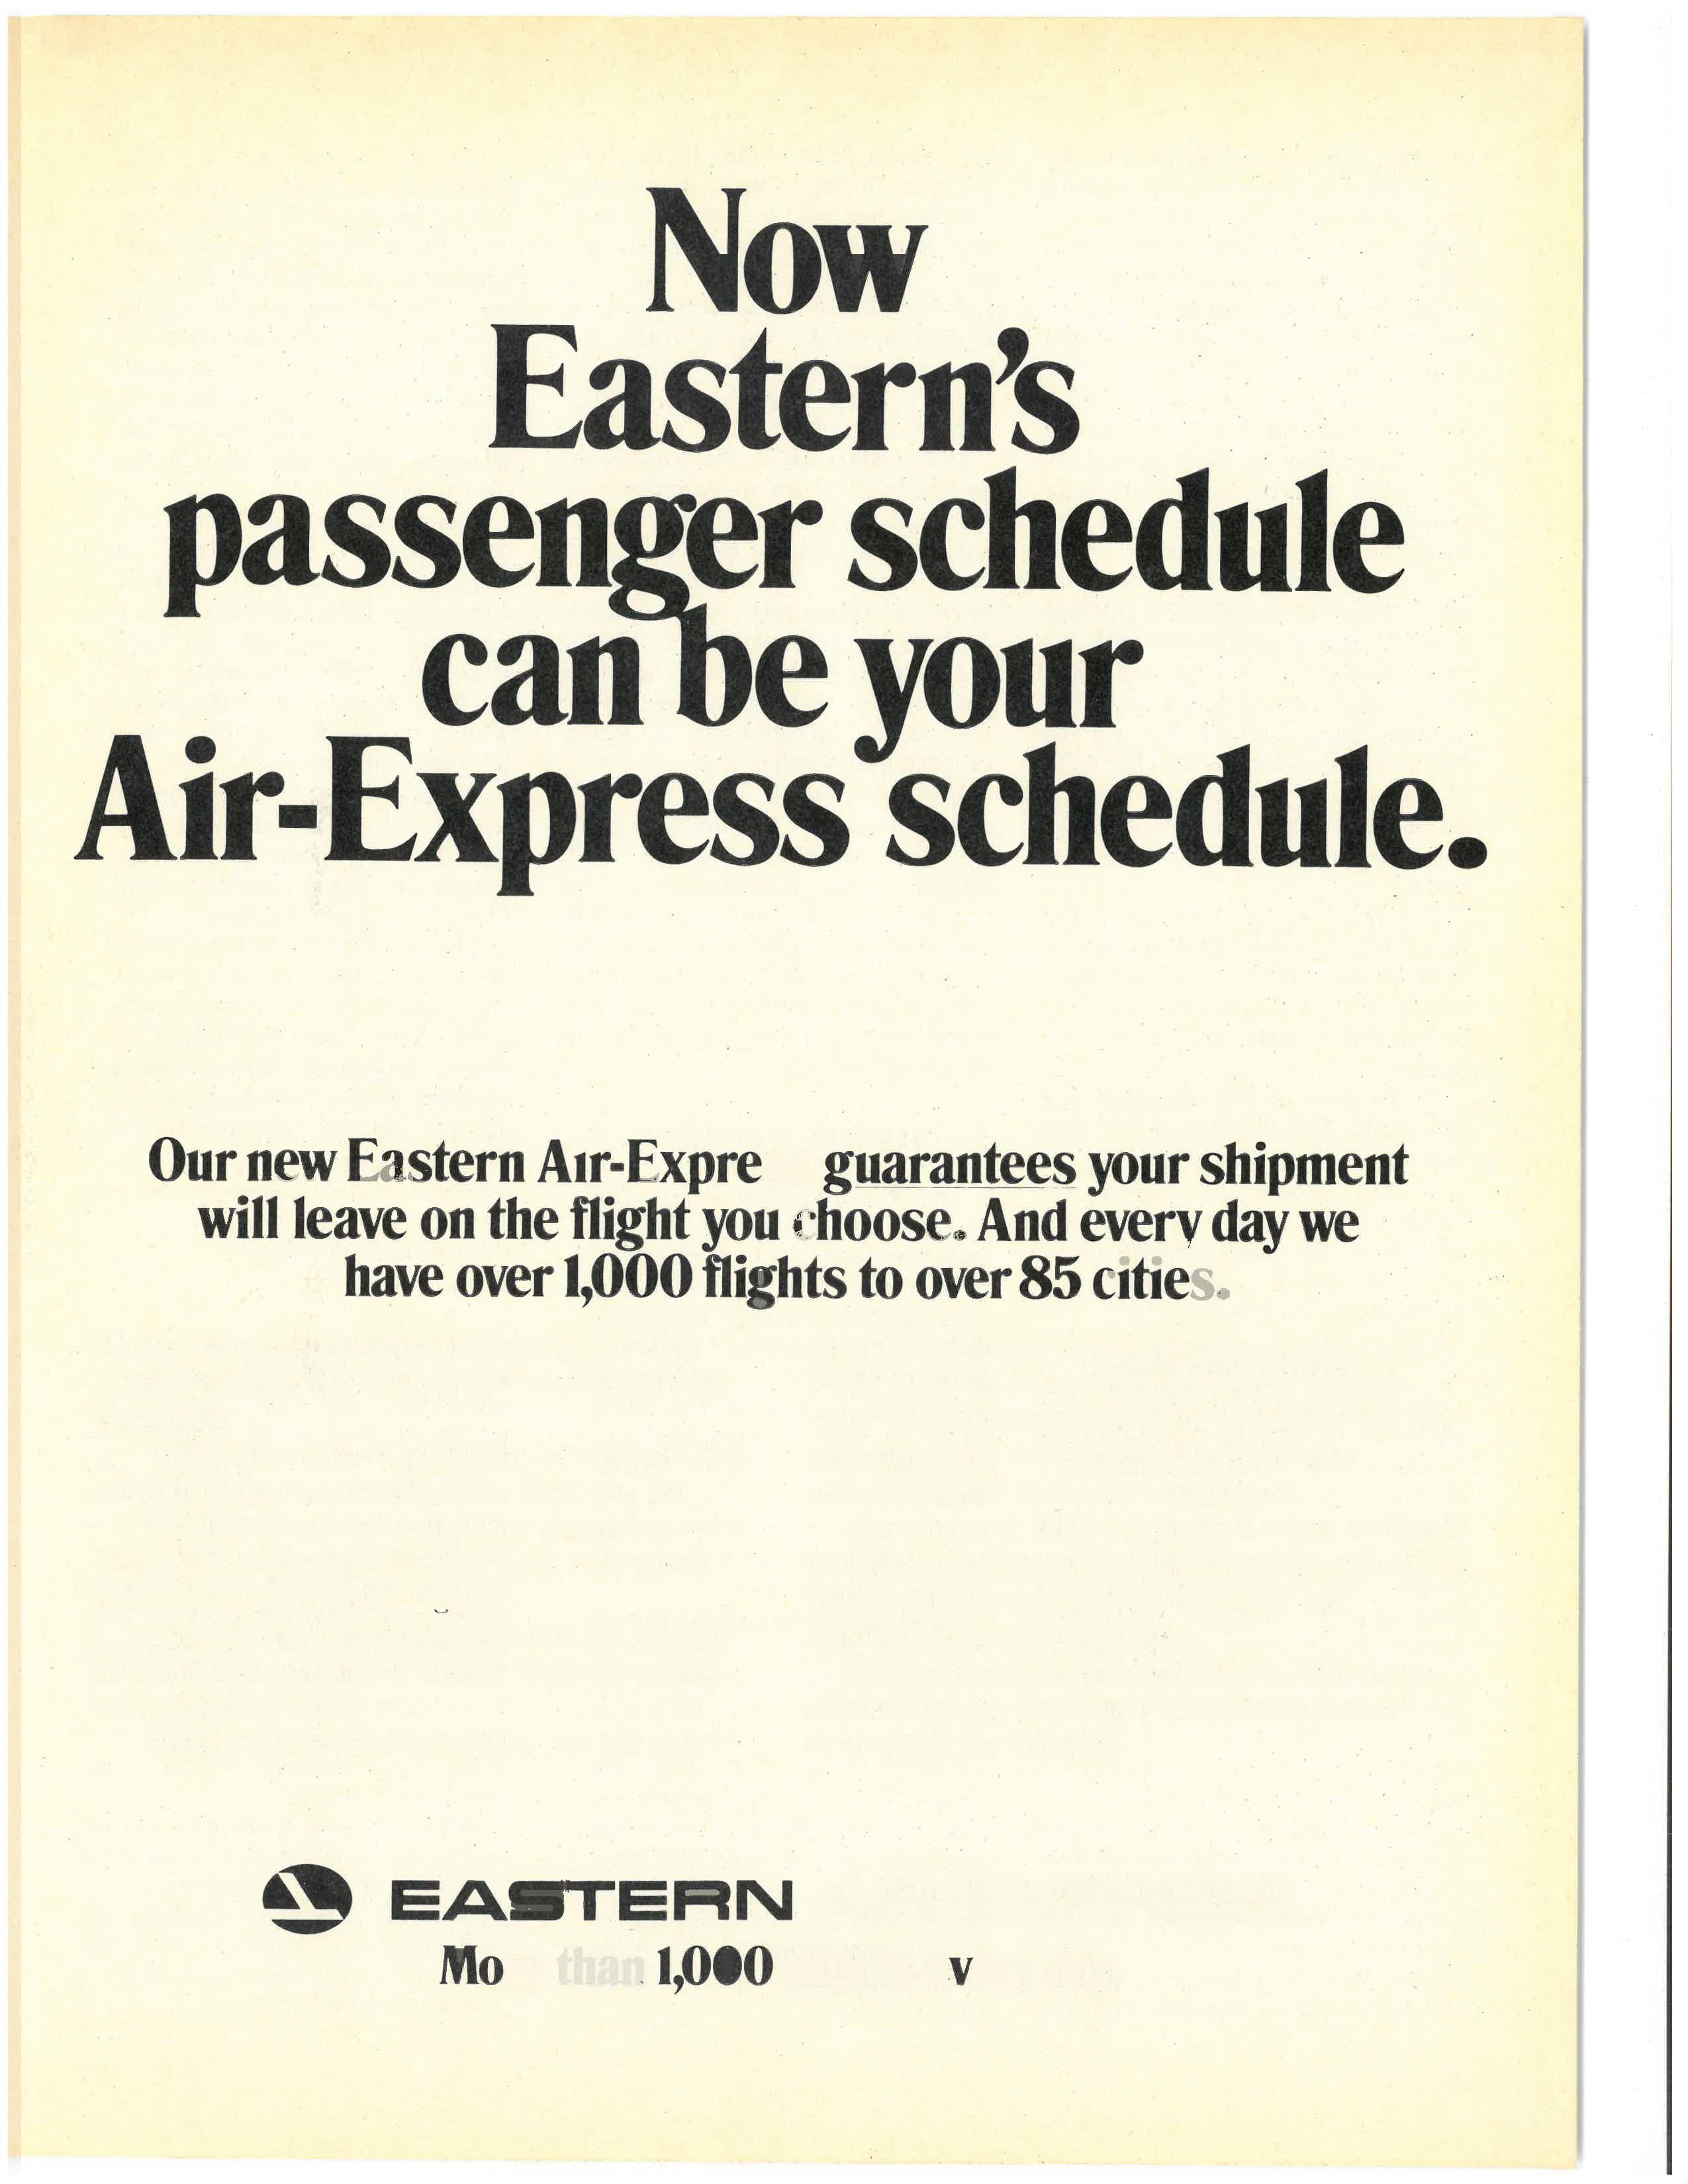 Now
Eastern's
passenger schedule
can be your
Air-Express schedule.
Our new Eastern Air-Expre guarantees your shipment
will leave on the flight you choose. And every day we
have over 1,000 flights to over 85 cities.
EASTERN
Mo than 1,000 v